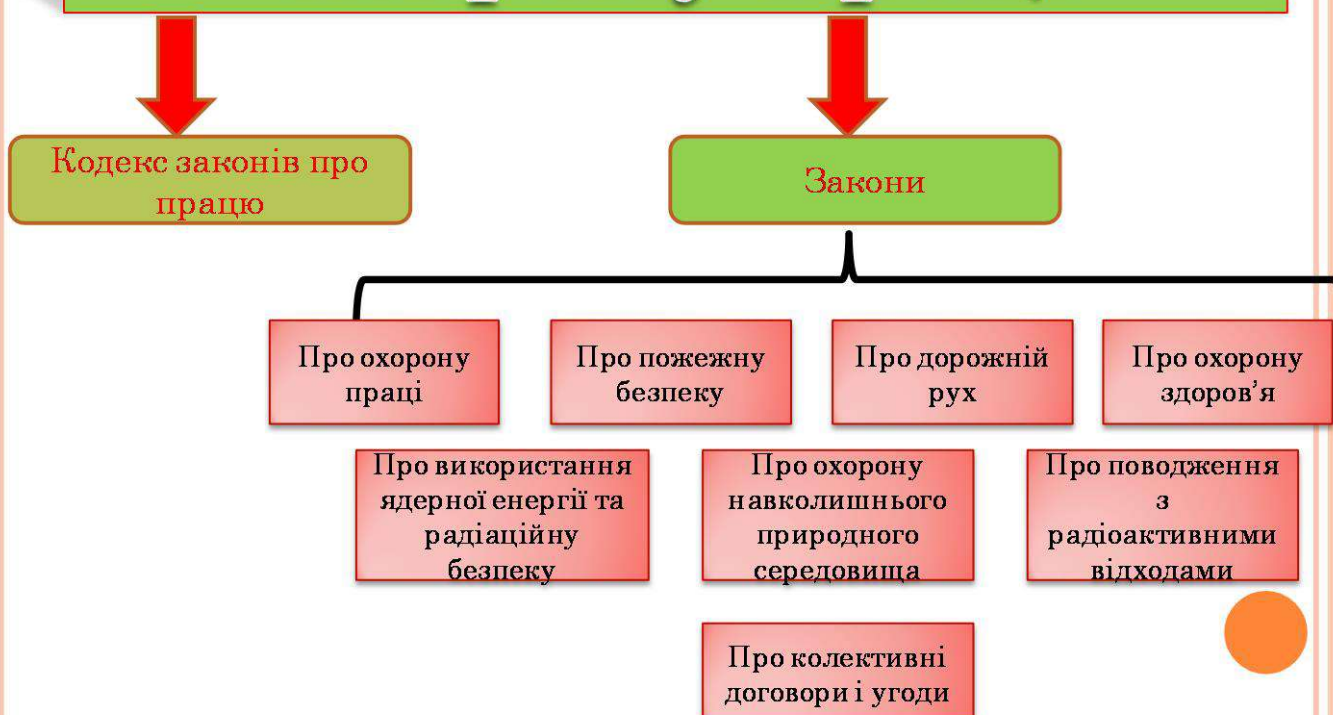 Кодекс законів про
працю
Закони
Про охорону
праці
Про пожежну
безпеку
Про дорожній
рух
Про охорону
здоров’я
Про використання
ядерної енергії та
радіаційну
безпеку
Про охорону
навколишнього
природного
середовища
Про поводження
з
радіоактивними
відходами
Про колективні
договори і угоди